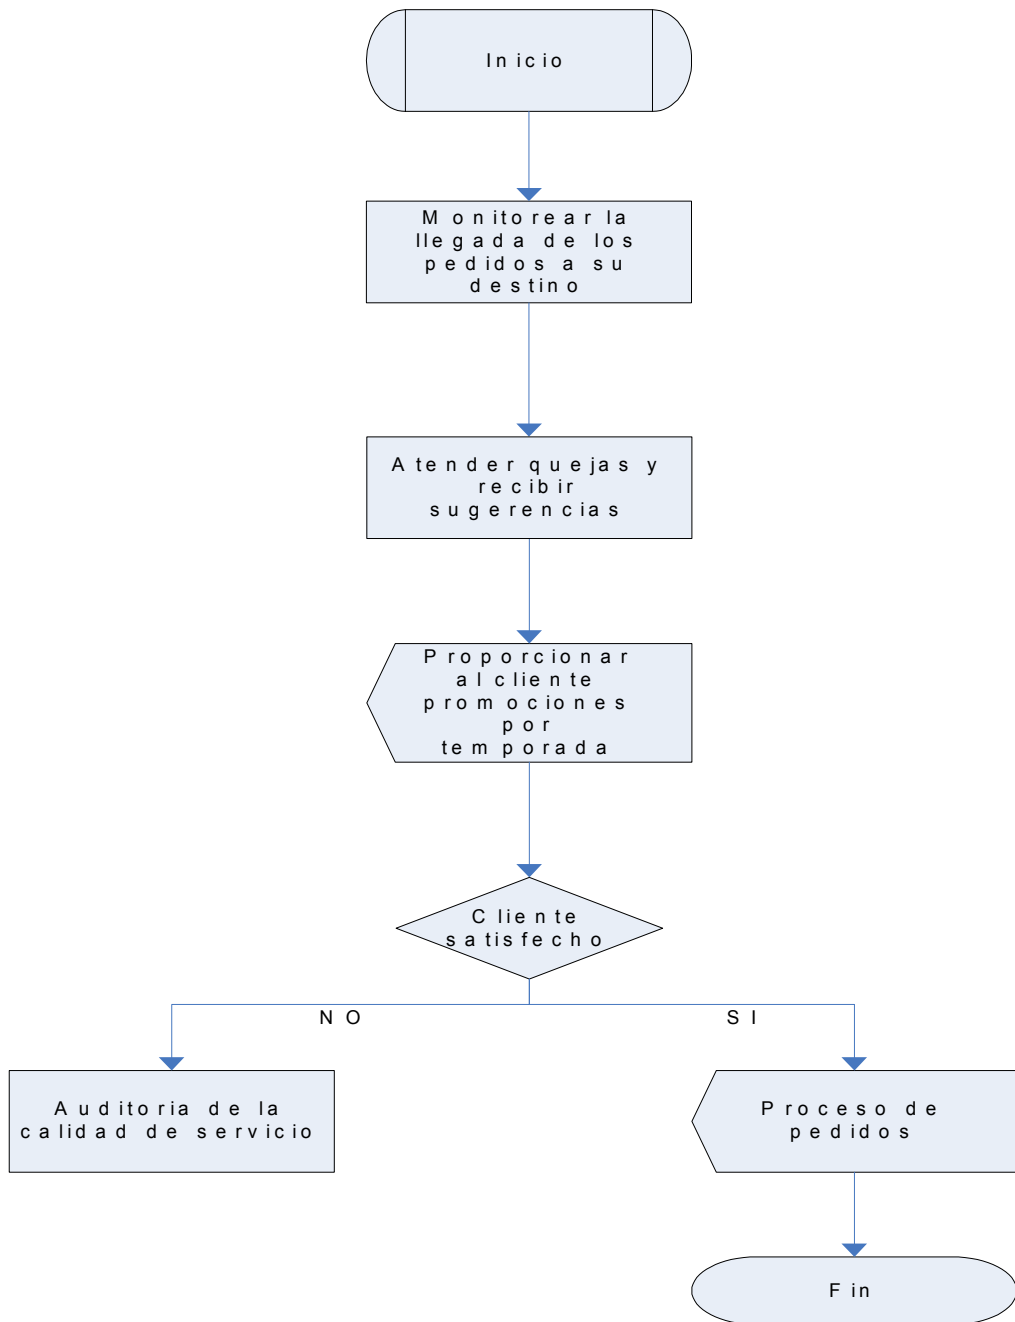 Inicio
Monitorear la
llegada de los
pedidos a su
destino
Atender quejas y
recibir
sugerencias
Proporcionar
al cliente
promociones
por
temporada
Cliente
satisfecho
NO
SI
Auditoria de la
calidad de servicio
Proceso de
pedidos
Fin